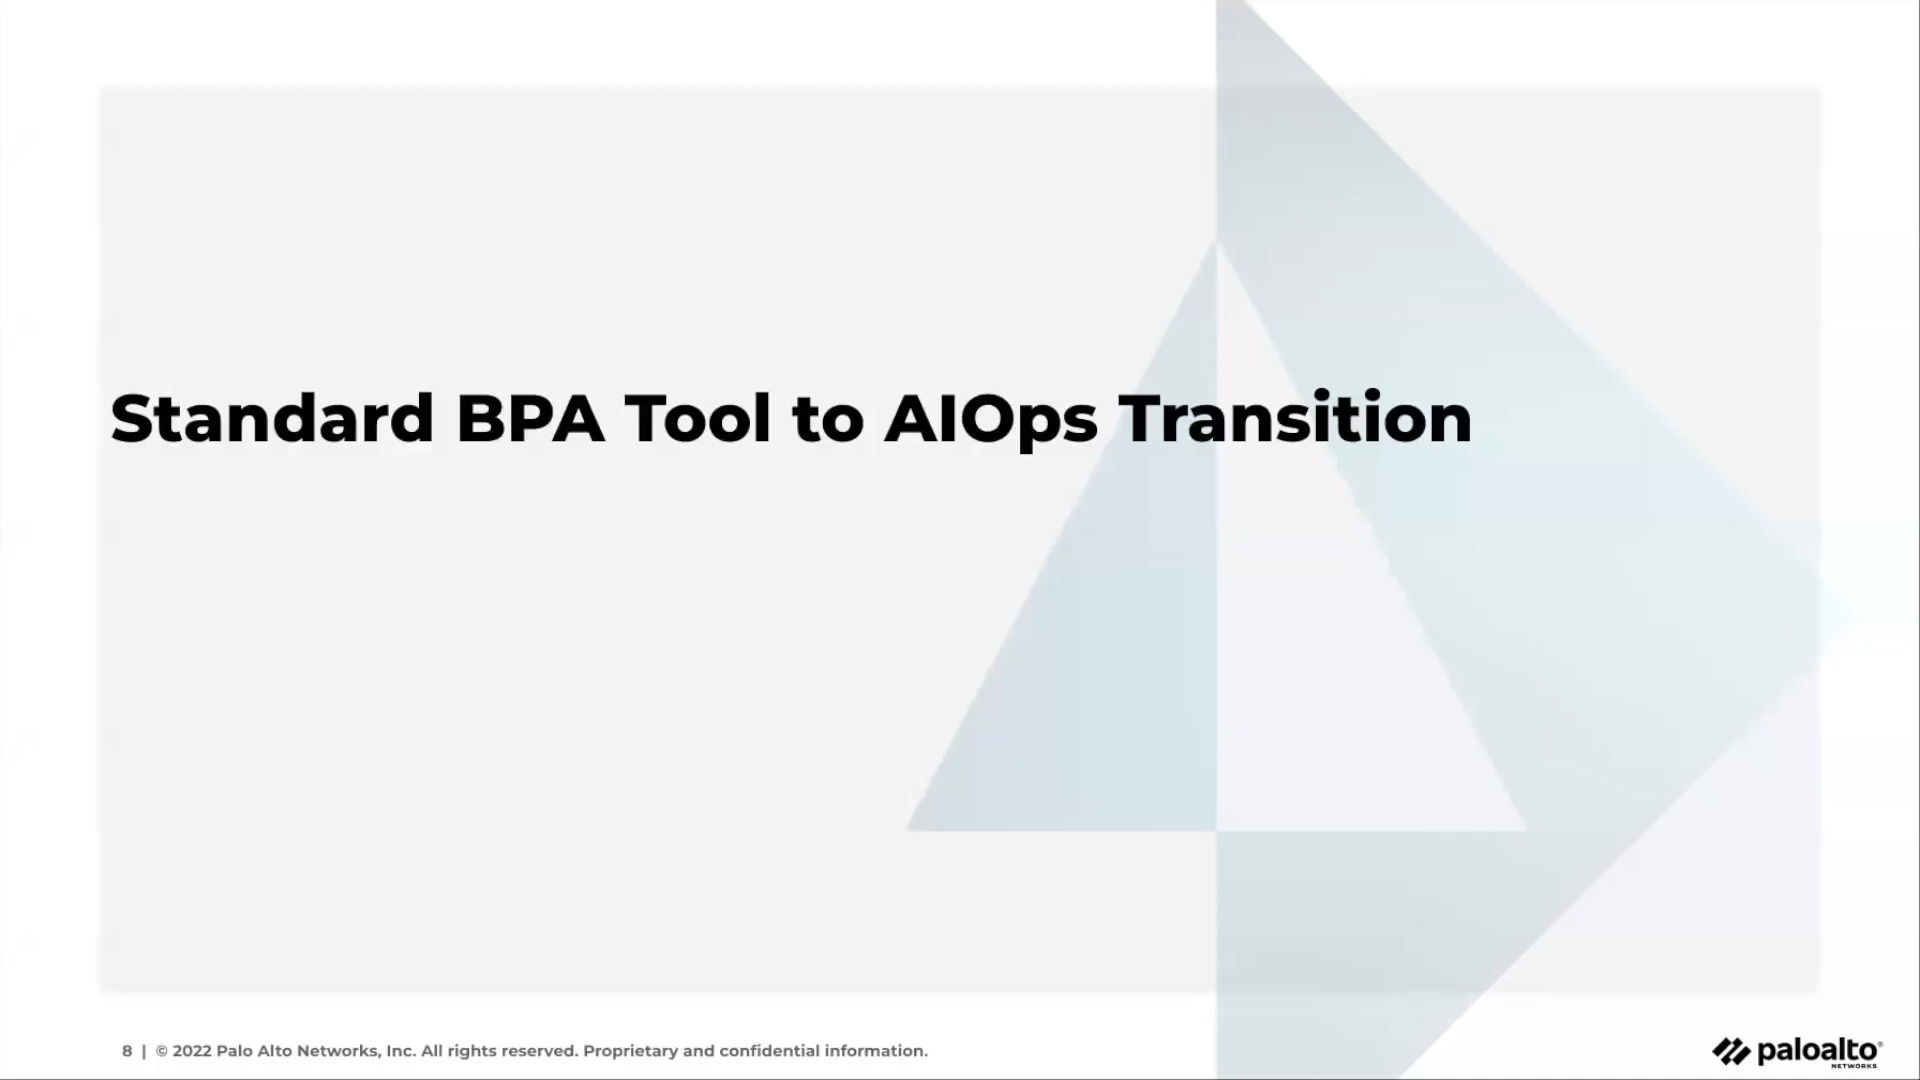 Standard BPA Tool to AIOps Transition
8 | © 2022 Palo Alto Networks, Inc. All rights reserved. Proprietary and confidential information.
paloalto®
NETWORKS